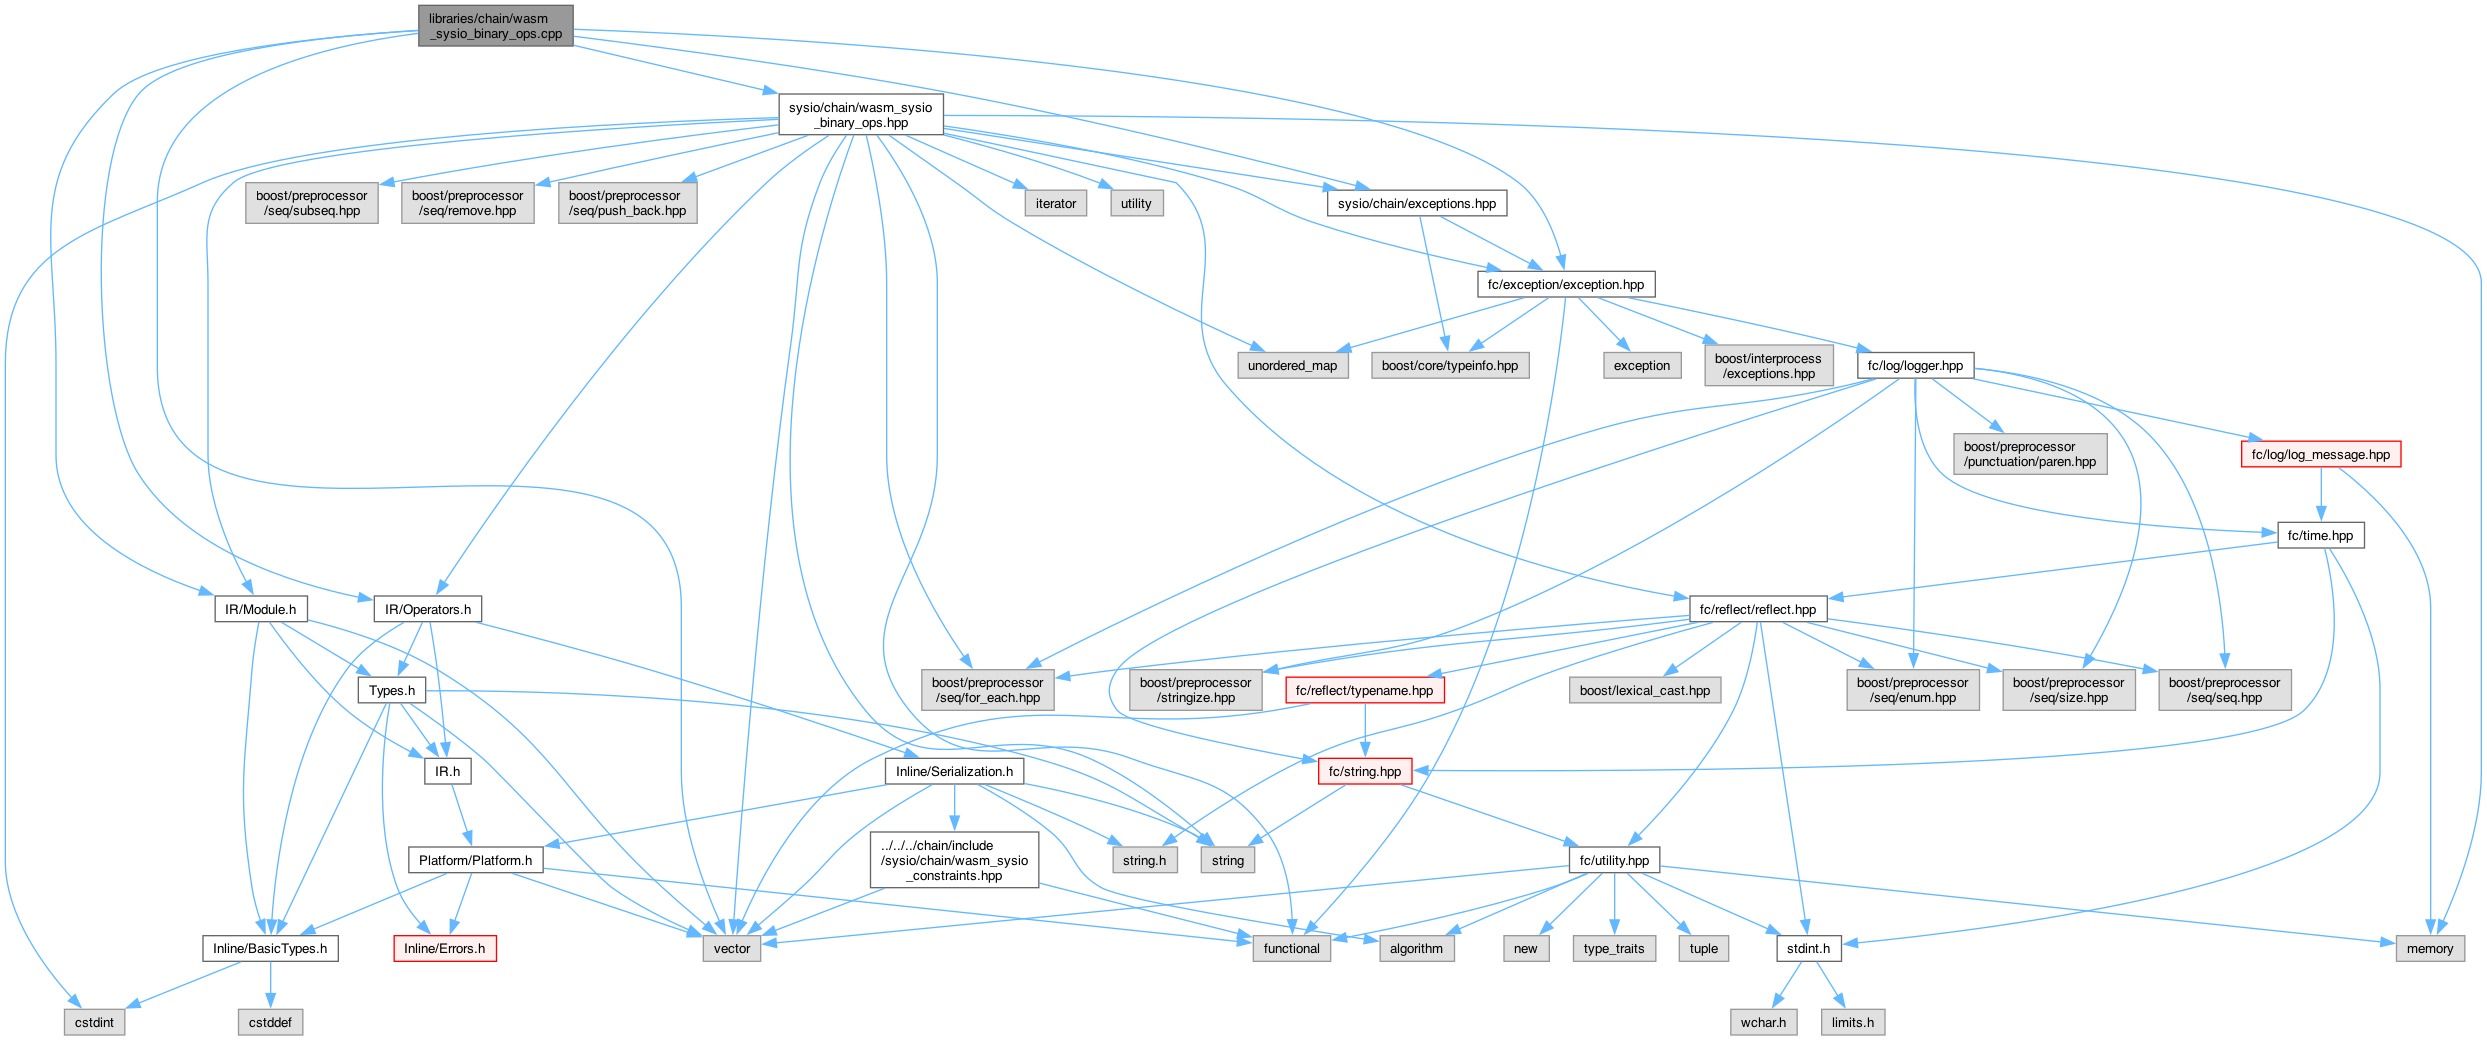 libraries/chain/wasm
_sysio_binary_ops.cpp
sysio/chain/wasm_sysio
_binary_ops.hpp
boost/preprocessor
/seq/subseq.hpp
boost/preprocessor
/seq/remove.hpp
boost/preprocessor
/seq/push_back.hpp
iterator
utility
sysio/chain/exceptions.hpp
fc/exception/exception.hpp
unordered_map
boost/core/typeinfo.hpp
exception
boost/interprocess
/exceptions.hpp
fc/log/logger.hpp
boost/preprocessor
/punctuation/paren.hpp
fc/log/log_message.hpp
fc/time.hpp
IR/Module.h
IR/Operators.h
fc/reflect/reflect.hpp
Types.h
boost/preprocessor
/seq/for_each.hpp
boost/preprocessor
/stringize.hpp
fc/reflect/typename.hpp
boost/lexical_cast.hpp
boost/preprocessor
/seq/enum.hpp
boost/preprocessor
/seq/size.hpp
boost/preprocessor
/seq/seq.hpp
IR.h
Inline/Serialization.h
fc/string.hpp
Platform/Platform.h
../../../chain/include
/sysio/chain/wasm_sysio
_constraints.hpp
string.h
string
fc/utility.hpp
Inline/BasicTypes.h
Inline/Errors.h
vector
functional
algorithm
new
type_traits
tuple
stdint.h
memory
cstdint
cstddef
wchar.h
limits.h